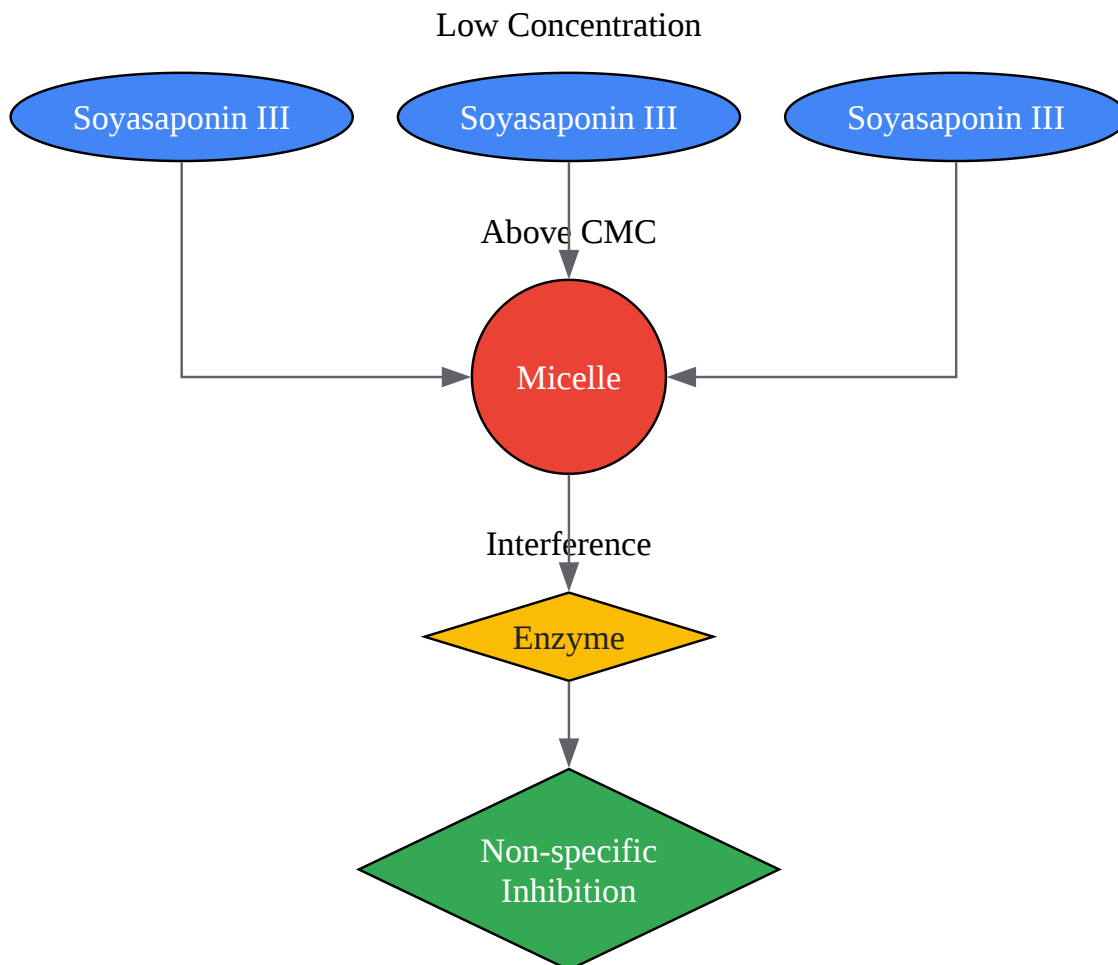 Low Concentration
Soyasaponin III
Soyasaponin III
Soyasaponin III
Above CMC
Micelle
Interference
Enzyme
Non-specific
Inhibition